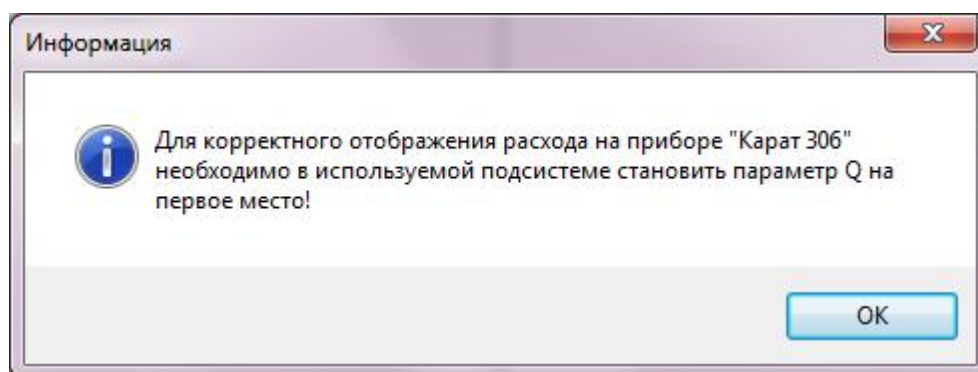 Информация
Для корректного отображения расхода на приборе "Карат 306"
необходимо в используемой подсистеме становить параметр Q на
первое место!
OK